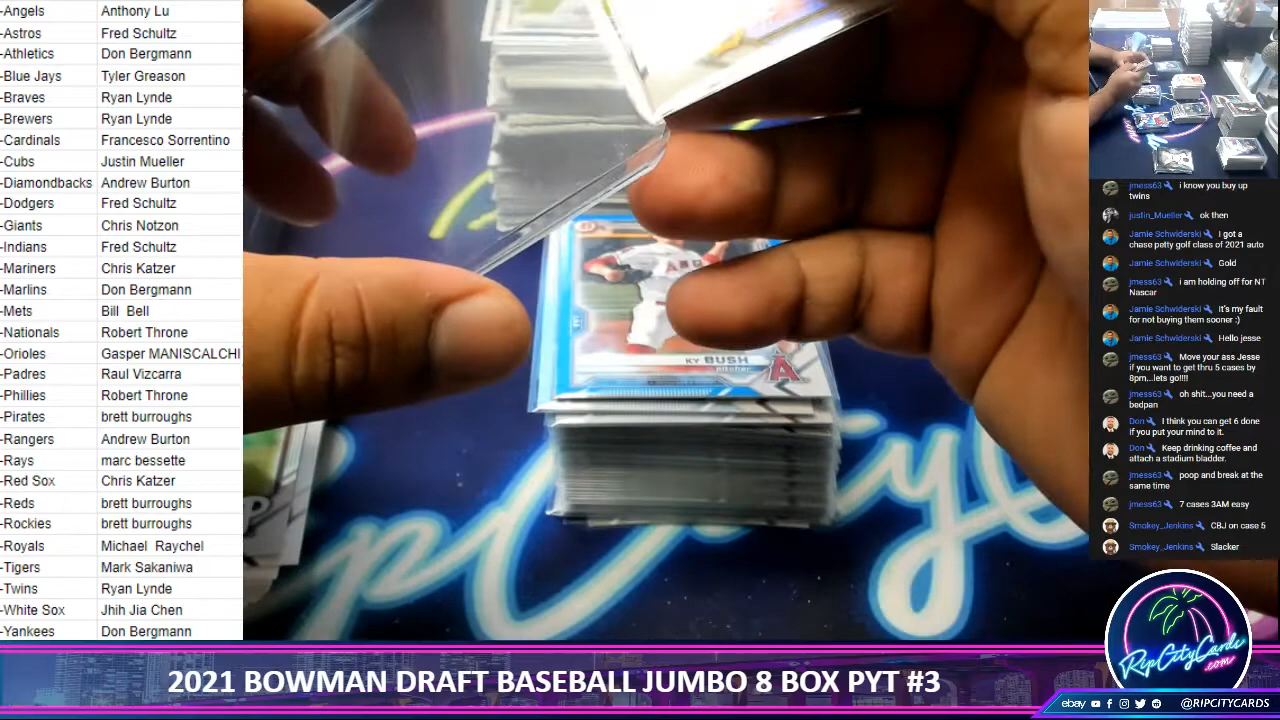 -Angels Anthony Lu
-Astros Fred Schultz
-Athletics Don Bergmann
-Blue Jays Tyler Greason
-Braves Ryan Lynde
-Brewers Ryan Lynde
-Cardinals Francesco Sorrentino
-Cubs Justin Mueller
-Diamondbacks Andrew Burton
-Dodgers Fred Schultz
-Giants Chris Notzon
-Indians Fred Schultz
-Mariners Chris Katzer
-Marlins Don Bergmann
-Mets Bill Bell
-Nationals Robert Throne
-Orioles Gasper MANISCALCHI
-Padres Raul Vizcarra
-Phillies Robert Throne
-Pirates brett burroughs
-Rangers Andrew Burton
-Rays marc bessette
-Red Sox Chris Katzer
-Reds brett burroughs
-Rockies brett burroughs
-Royals Michael Raychel
-Tigers Mark Sakaniwa
-Twins Ryan Lynde
-White Sox Jhih Jia Chen
-Yankees Don Bergmann
KY BUSH
pitcher
jmess63 i know you buy up
twins
justin_Mueller ok then
Jamie Schwiderski I got a
chase petty golf class of 2021 auto
Jamie Schwiderski Gold
jmess63 i am holding off for NT
Nascar
Jamie Schwiderski It's my fault
for not buying them sooner :)
Jamie Schwiderski Hello jesse
jmess63 Move your ass Jesse
if you want to get thru 5 cases by
8pm...lets go!!!!
jmess63 oh shit...you need a
bedpan
Don I think you can get 6 done
if you put your mind to it.
Don Keep drinking coffee and
attach a stadium bladder.
jmess63 poop and break at the
same time
jmess63 7 cases 3AM easy
Smokey_Jenkins CBJ on case 5
Smokey_Jenkins Slacker
RipCityCards
.com
2021 BOWMAN DRAFT BASEBALL JUMBO 8 BOX PYT #3
ebay @RIPCITYCARDS